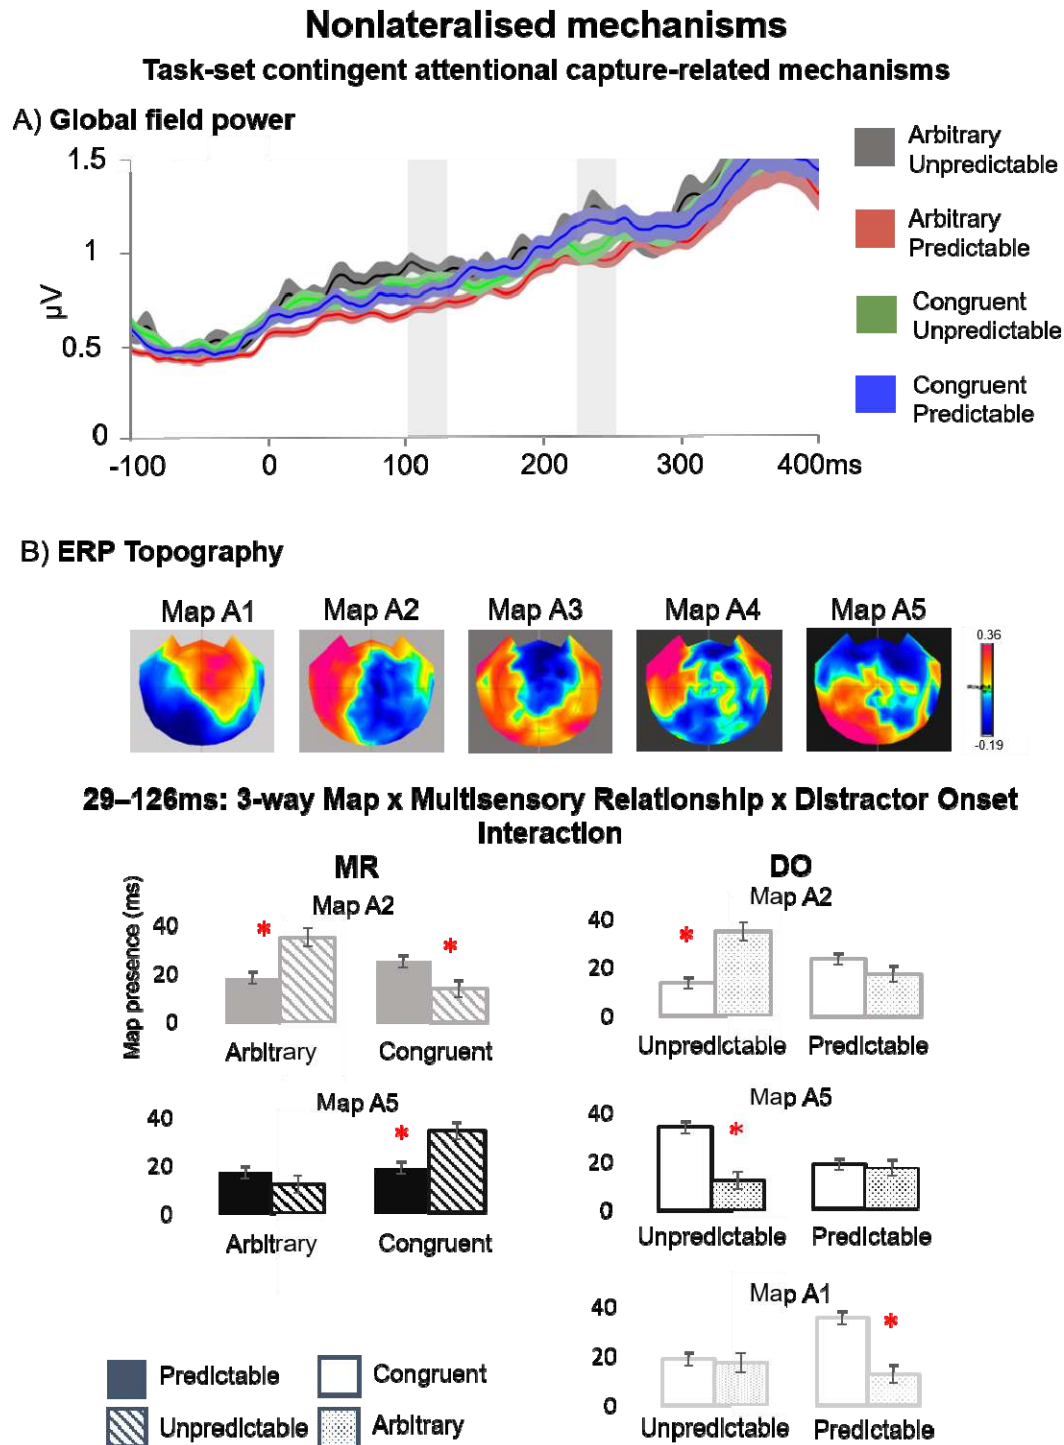 Nonlateralised mechanisms
Task-set contingent attentional capture-related mechanisms
A) Global field power
1.5
1
0.5
0
µV
-100
0
100
200
300
400ms
Arbitrary
Unpredictable
Arbitrary
Predictable
Congruent
Unpredictable
Congruent
Predictable
B) ERP Topography
Map A1
Map A2
Map A3
Map A4
Map A5
0.36
-0.19
29–126ms: 3-way Map x Multisensory Relationship x Distractor Onset
Interaction
MR
DO
Map presence (ms)
Map A2
40
20
0
Arbitrary
Congruent
Map A2
40
20
0
Unpredictable
Predictable
Map A5
40
20
0
*
Arbitrary
Congruent
Map A5
40
20
0
Unpredictable
Predictable
Map A1
40
20
0
Unpredictable
Predictable
Predictable
Congruent
Unpredictable
Arbitrary